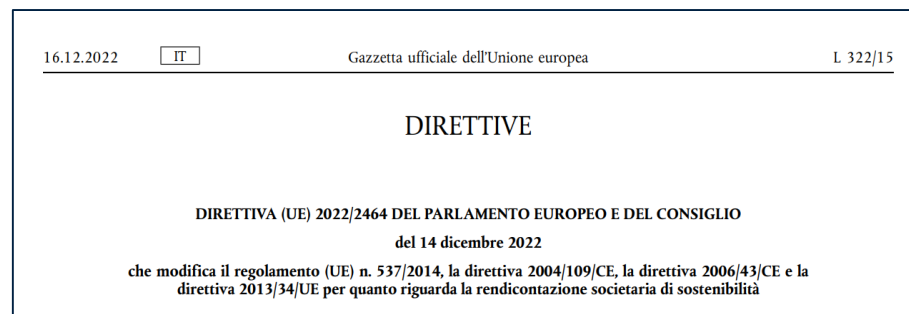 16.12.2022 IT Gazzetta ufficiale dell'Unione europea L 322/15
DIRETTIVE
DIRETTIVA (UE) 2022/2464 DEL PARLAMENTO EUROPEO E DEL CONSIGLIO
del 14 dicembre 2022
che modifica il regolamento (UE) n. 537/2014, la direttiva 2004/109/CE, la direttiva 2006/43/CE e la
direttiva 2013/34/UE per quanto riguarda la rendicontazione societaria di sostenibilità